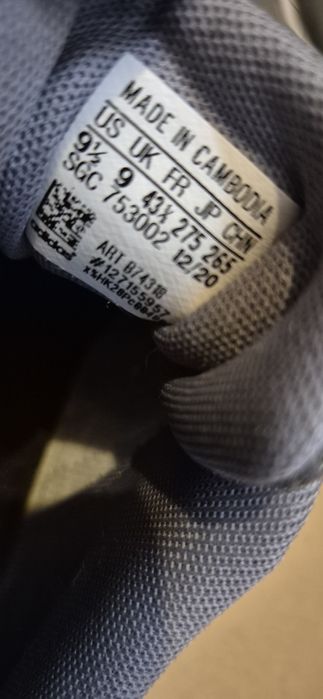 MADE IN CAMBODIA
US UK FR JP CHN
9½ 9 43⅓ 275 265
SGC 753002 12/20
ART BZ4318
adidas